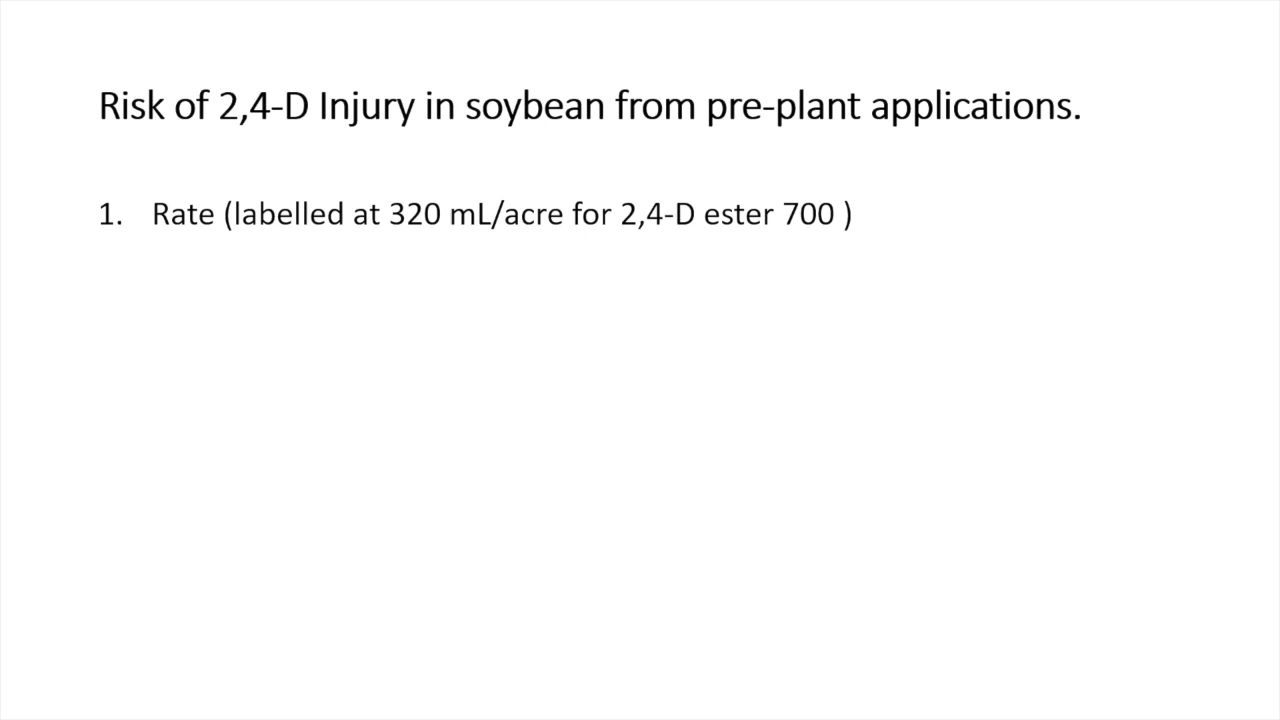 Risk of 2,4-D Injury in soybean from pre-plant applications.
1. Rate (labelled at 320 mL/acre for 2,4-D ester 700 )